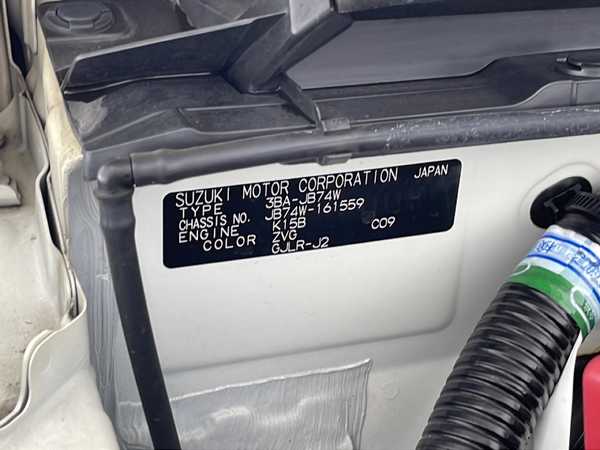 SUZUKI MOTOR CORPORATION JAPAN
TYPE 3BA-JB74W
CHASSIS NO. JB74W-161559
ENGINE K15B C09
COLOR ZVG
GJLR-J2